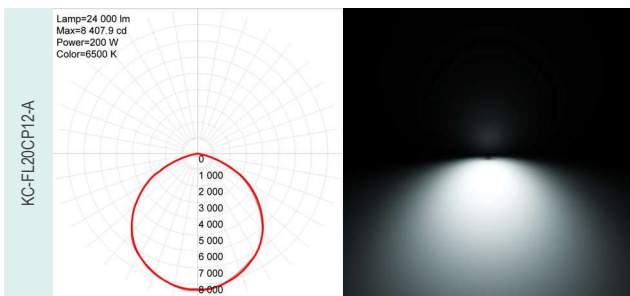 KC-FL20CP12-A
Lamp=24 000 lm
Max=8 407.9 cd
Power=200 W
Color=6500 K
0
1 000
2 000
3 000
4 000
5 000
6 000
7 000
8 000